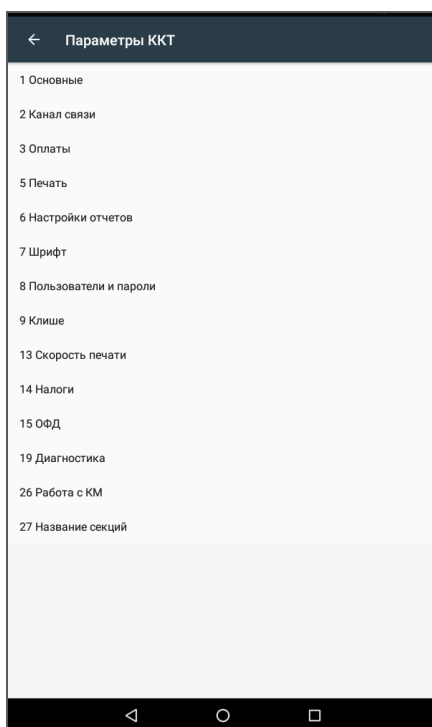 Параметры ККТ
1 Основные
2 Канал связи
3 Оплаты
5 Печать
6 Настройки отчетов
7 Шрифт
8 Пользователи и пароли
9 Клише
13 Скорость печати
14 Налоги
15 ОФД
19 Диагностика
26 Работа с КМ
27 Название секций